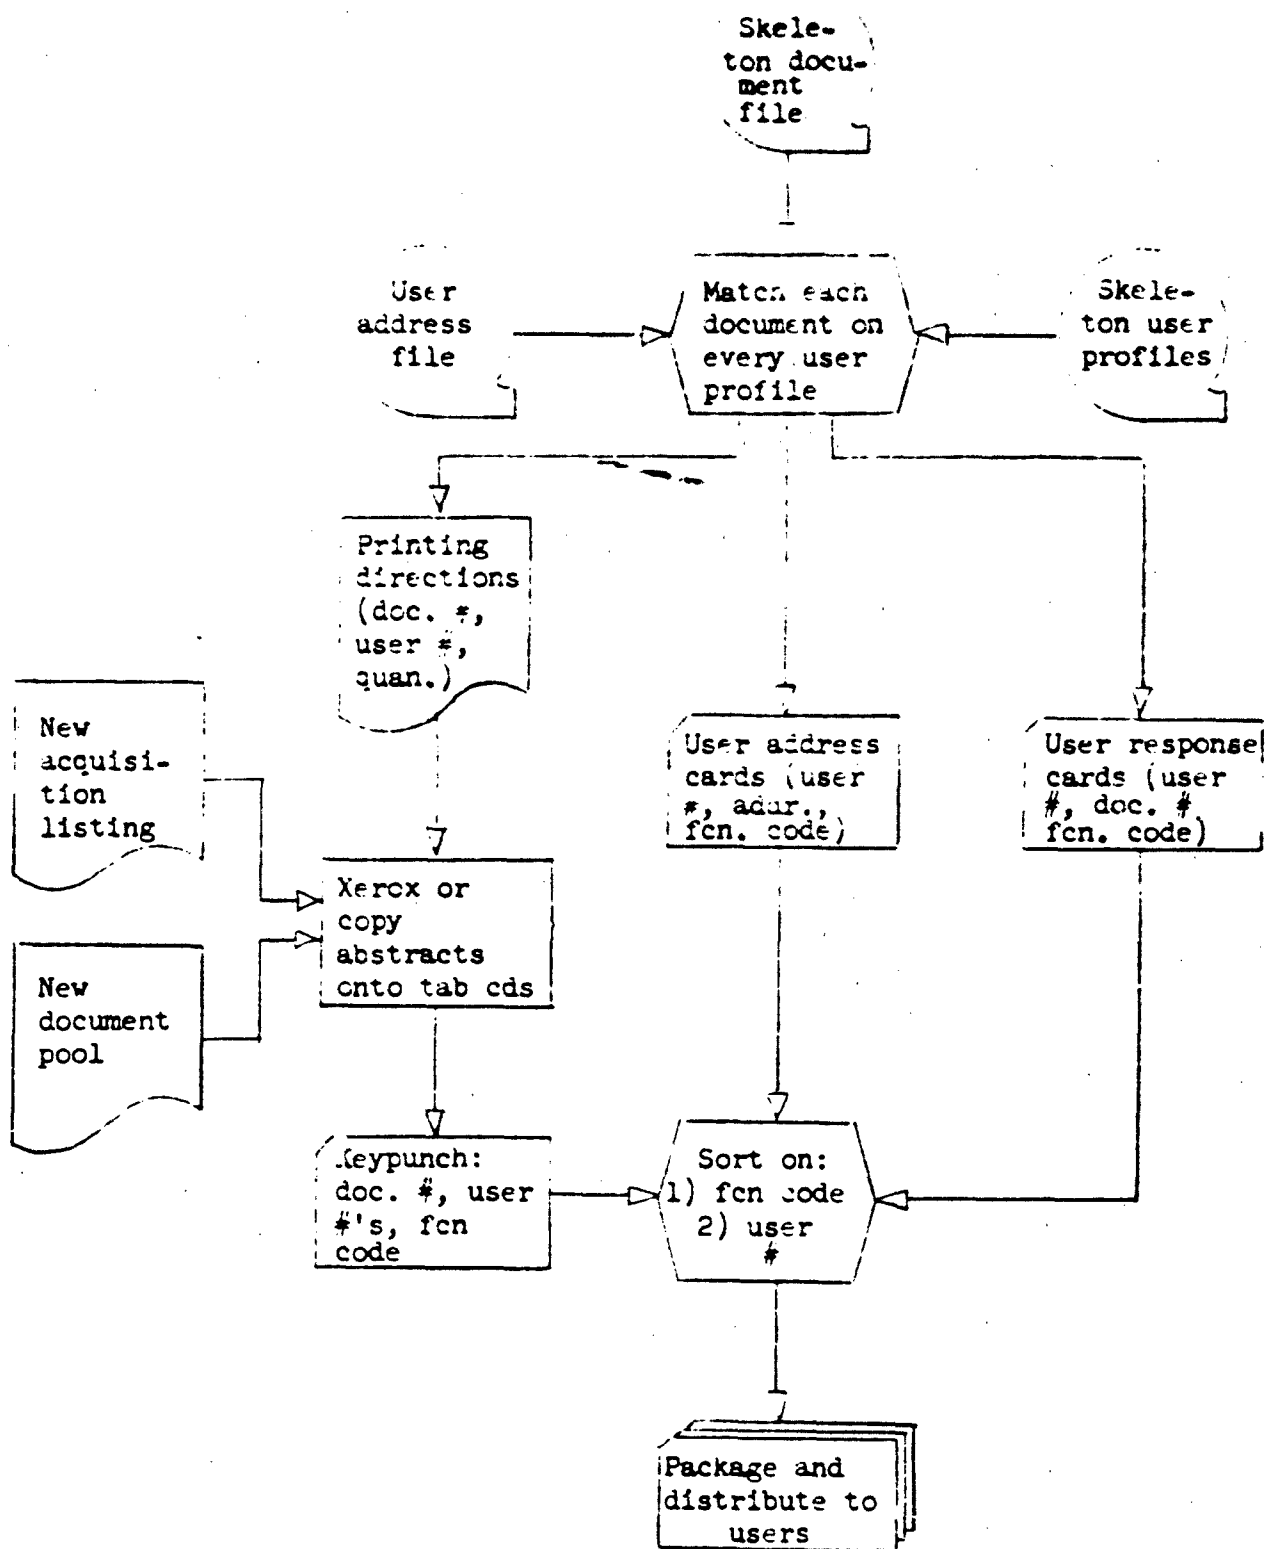 Skele-
ton docu-
ment
file
User
address
file
Match each
document on
every user
profile
Skele-
ton user
profiles
Printing
directions
(doc. #,
user #,
quan.)
New
acquisi-
tion
listing
User address
cards (user
#, addr.,
fcn. code)
User response
cards (user
#, doc. #
fcn. code)
Xerox or
copy
abstracts
onto tab cds
New
document
pool
Keypunch:
doc. #, user
#'s, fcn
code
Sort on:
1) fcn code
2) user
#
Package and
distribute to
users